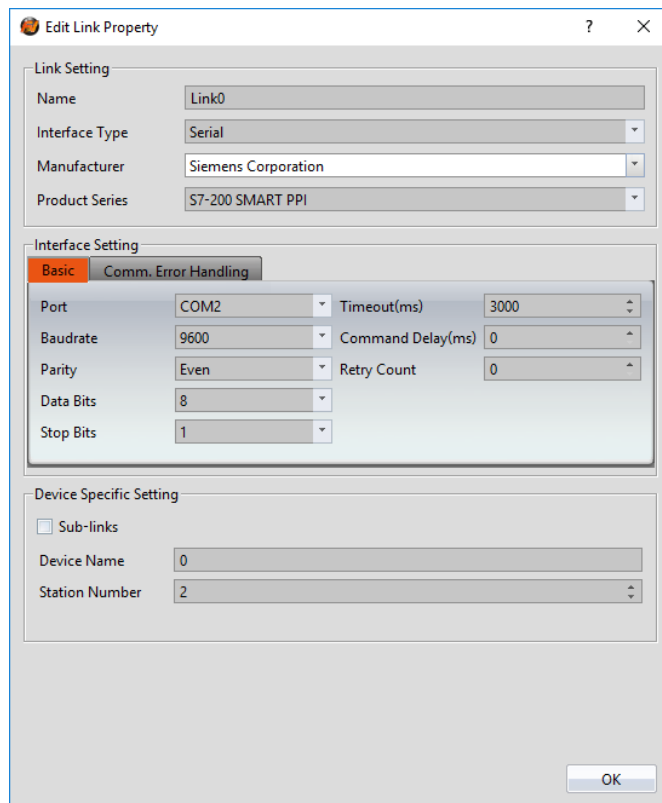 Edit Link Property ?
Link Setting
Name Link0
Interface Type Serial
Manufacturer Siemens Corporation
Product Series S7-200 SMART PPI
Interface Setting
Basic Comm. Error Handling
Port COM2 Timeout(ms) 3000
Baudrate 9600 Command Delay(ms) 0
Parity Even Retry Count 0
Data Bits 8
Stop Bits 1
Device Specific Setting
Sub-links
Device Name 0
Station Number 2
OK